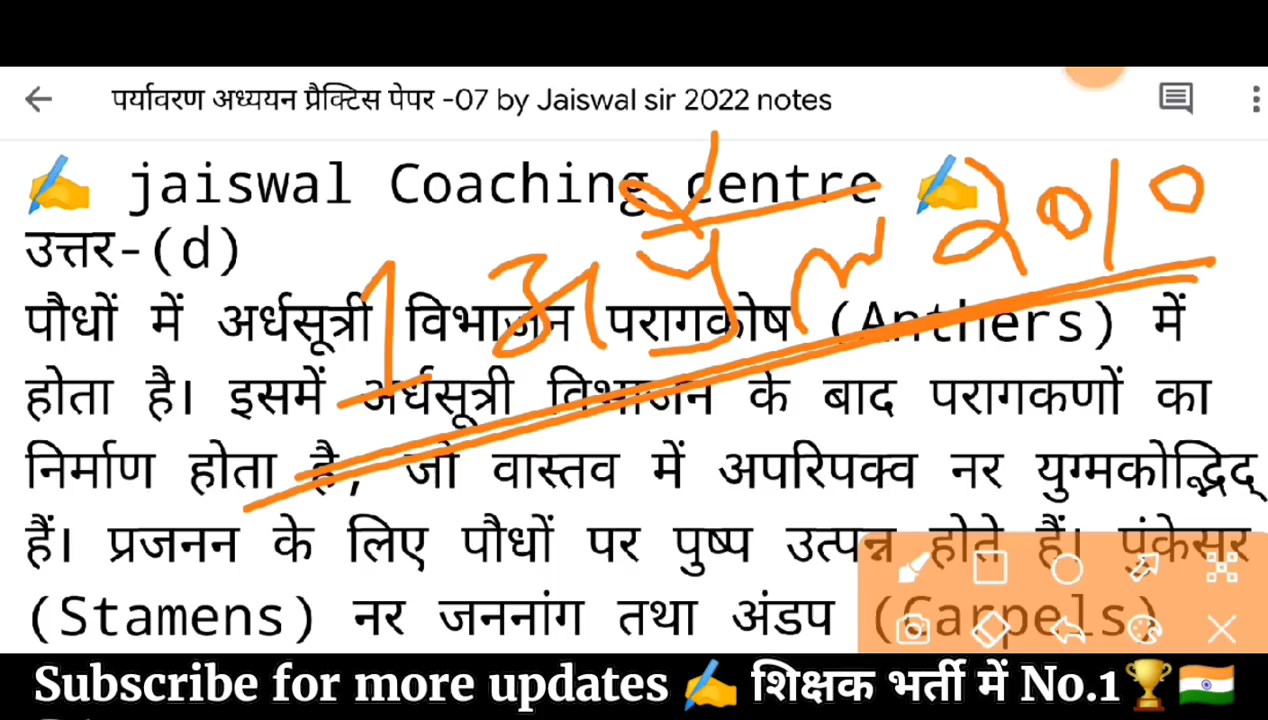 पर्यावरण अध्ययन प्रैक्टिस पेपर -07 by Jaiswal sir 2022 notes
✍️ jaiswal Coaching centre ✍️
उत्तर-(d)
1 अप्रैल 2010
पौधों में अर्धसूत्री विभाजन परागकोष (Anthers) में
होता है। इसमें अर्धसूत्री विभाजन के बाद परागकणों का
निर्माण होता है, जो वास्तव में अपरिपक्व नर युग्मकोद्भिद्
हैं। प्रजनन के लिए पौधों पर पुष्प उत्पन्न होते हैं। पुंकेसर
(Stamens) नर जननांग तथा अंडप (Carpels)
Subscribe for more updates ✍️ शिक्षक भर्ती में No.1🏆🇮🇳